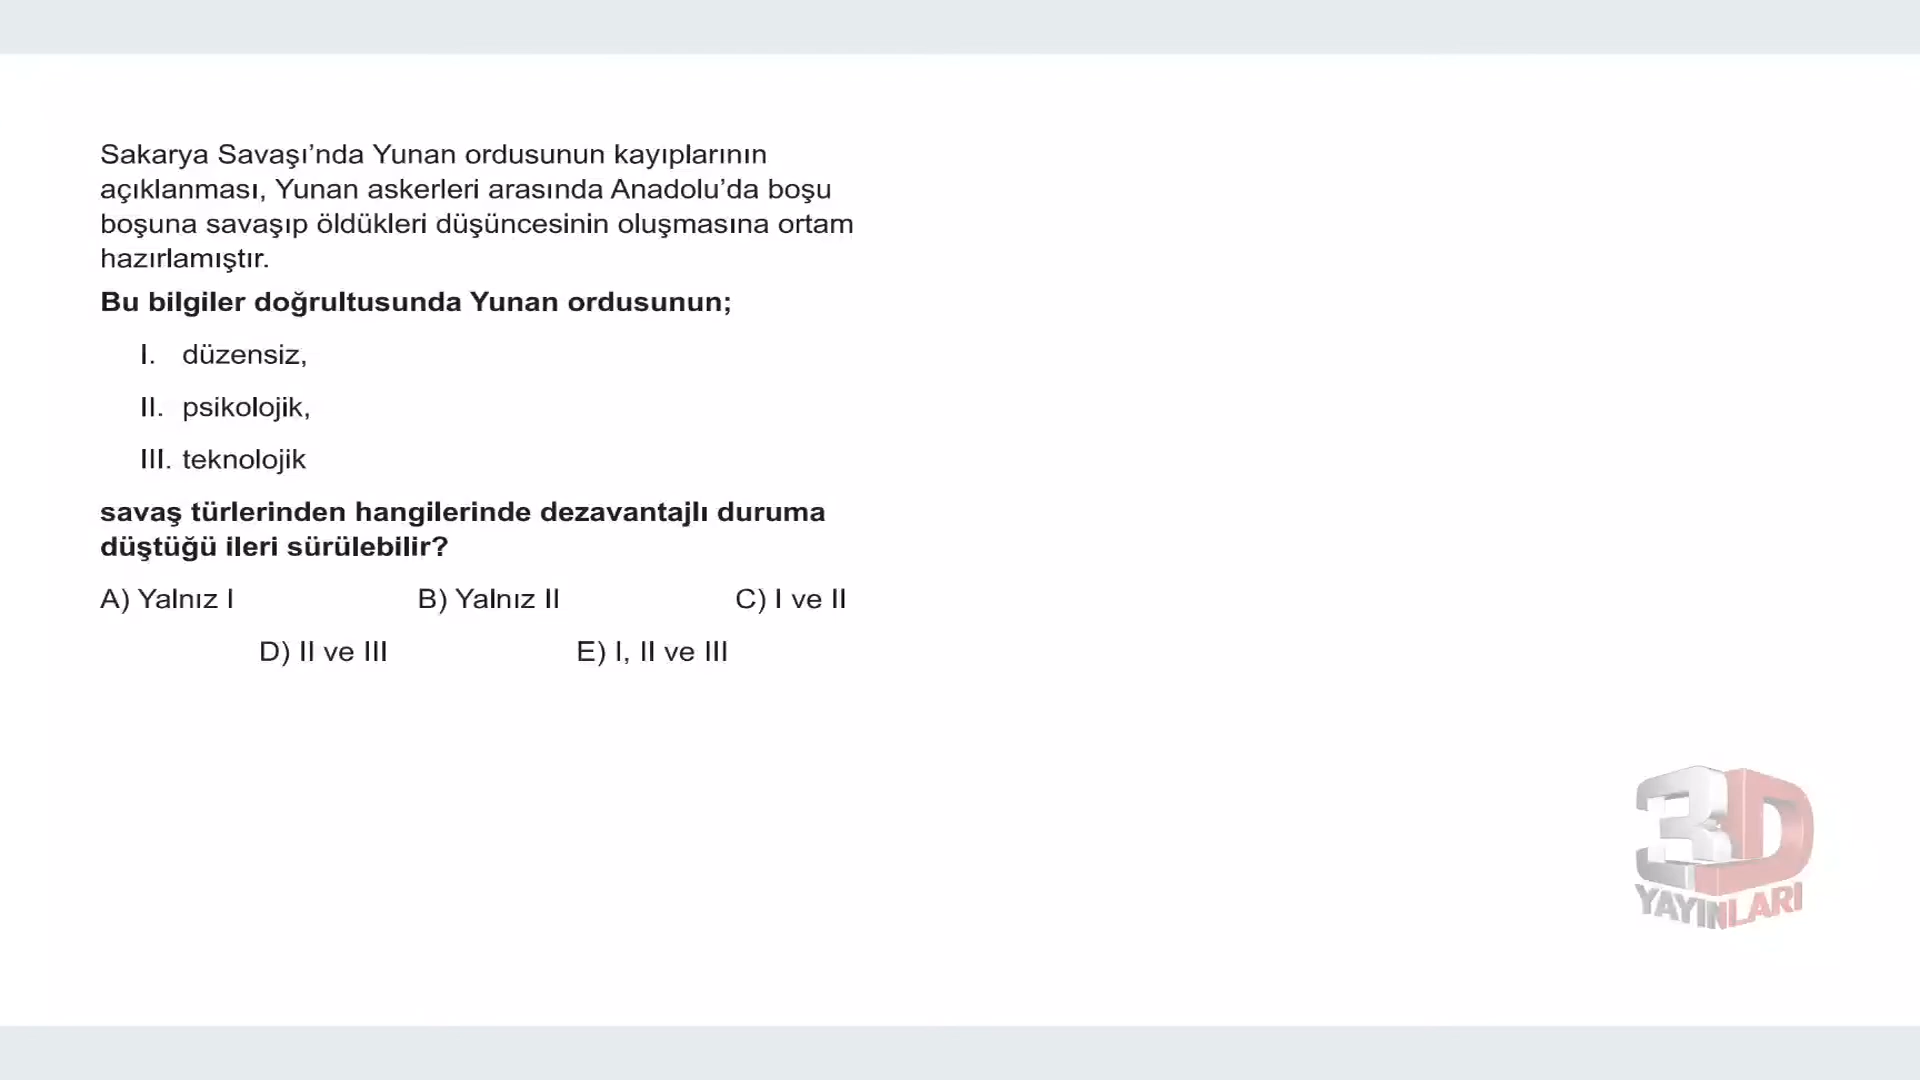 Sakarya Savaşı’nda Yunan ordusunun kayıplarının
açıklanması, Yunan askerleri arasında Anadolu’da boşu
boşuna savaşıp öldükleri düşüncesinin oluşmasına ortam
hazırlamıştır.
Bu bilgiler doğrultusunda Yunan ordusunun;
I. düzensiz,
II. psikolojik,
III. teknolojik
savaş türlerinden hangilerinde dezavantajlı duruma
düştüğü ileri sürülebilir?
A) Yalnız I B) Yalnız II C) I ve II
D) II ve III E) I, II ve III
3D
YAYINLARI